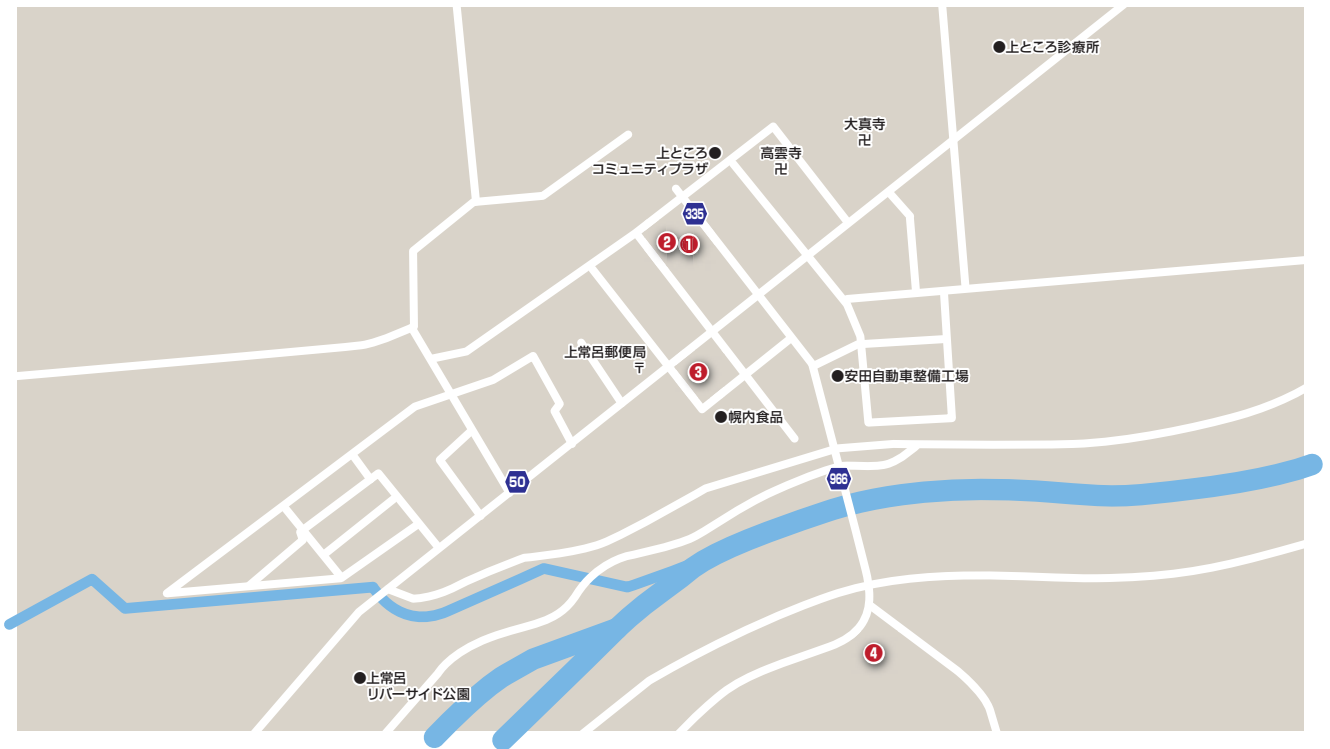 上ところ診療所
大真寺
卍
上ところ
コミュニティプラザ
高雲寺
卍
335
2
1
上常呂郵便局
〒
3
安田自動車整備工場
幌内食品
50
966
4
上常呂
リバーサイド公園